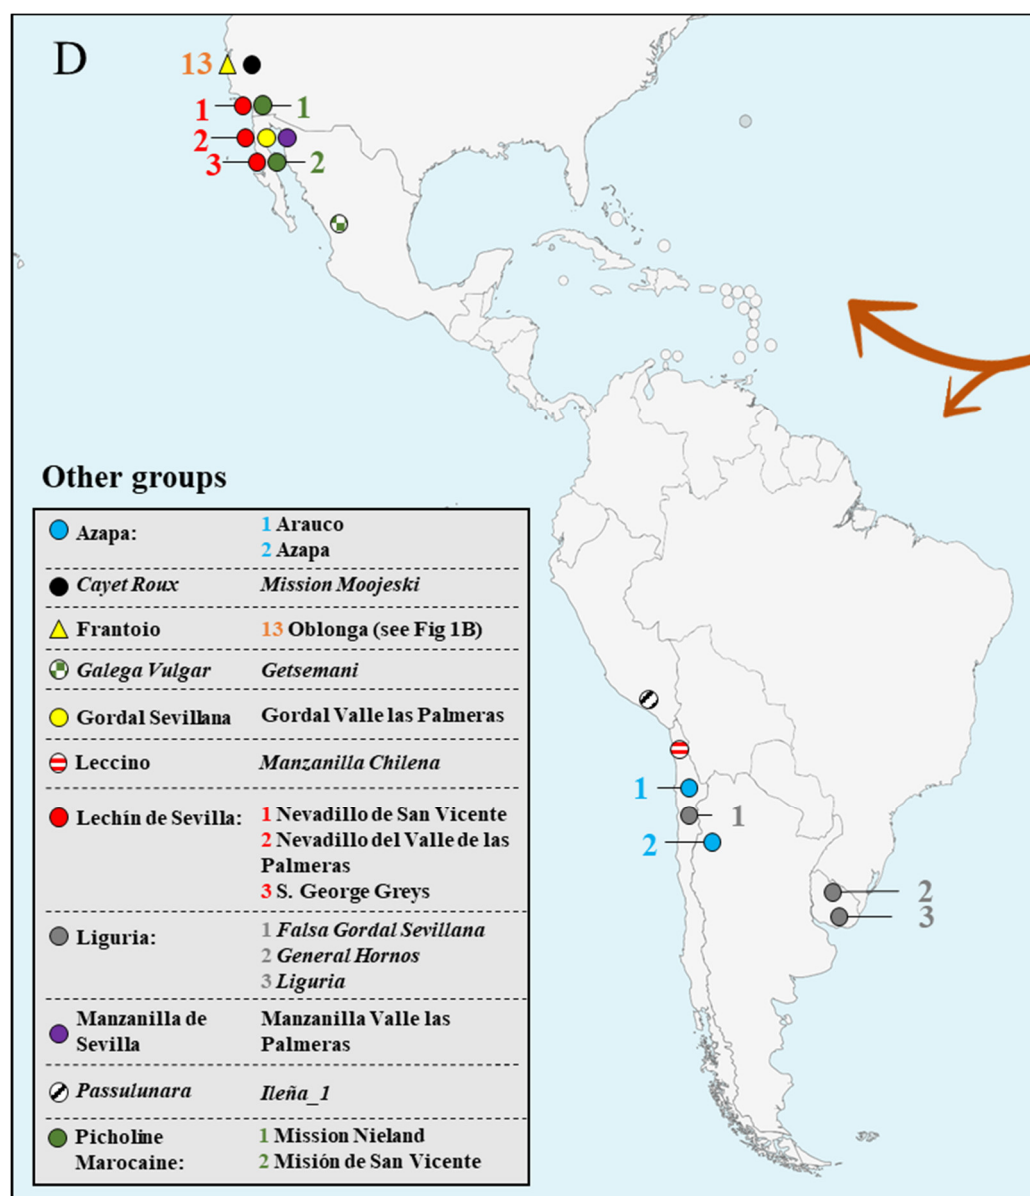 D
13
1
1
2
3
2
1
1
2
2
3
Other groups
Azapa:
1 Arauco
2 Azapa
Cayet Roux
Mission Moojeski
Frantoio
13 Oblonga (see Fig 1B)
Galega Vulgar
Getsemani
Gordal Sevillana
Gordal Valle las Palmeras
Leccino
Manzanilla Chilena
Lechín de Sevilla:
1 Nevadillo de San Vicente
2 Nevadillo del Valle de las
Palmeras
3 S. George Greys
Liguria:
1 Falsa Gordal Sevillana
2 General Hornos
3 Liguria
Manzanilla de
Sevilla
Manzanilla Valle las
Palmeras
Passulunara
Ileña_1
Picholine
Marocaine:
1 Mission Nieland
2 Misión de San Vicente